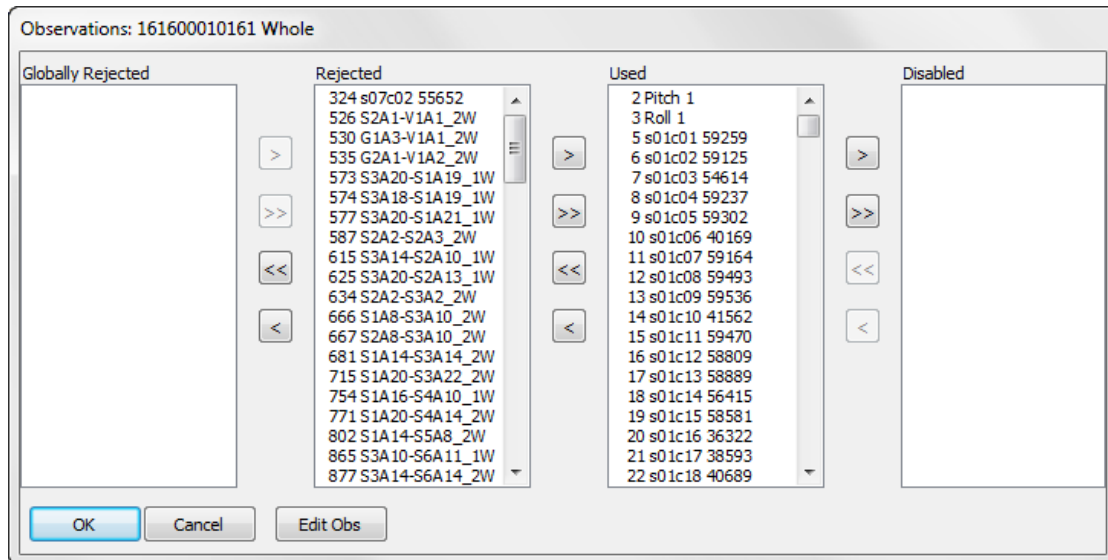 Observations: 161600010161 Whole
Globally Rejected
Rejected
Used
Disabled
324 s07c02 55652
526 S2A1-V1A1_2W
530 G1A3-V1A1_2W
535 G2A1-V1A2_2W
573 S3A20-S1A19_1W
574 S3A18-S1A19_1W
577 S3A20-S1A21_1W
587 S2A2-S2A3_2W
615 S3A14-S2A10_1W
625 S3A20-S2A13_1W
634 S2A2-S3A2_2W
666 S1A8-S3A10_2W
667 S2A8-S3A10_2W
681 S1A14-S3A14_2W
715 S1A20-S3A22_2W
754 S1A16-S4A10_1W
771 S1A20-S4A14_2W
802 S1A14-S5A8_2W
865 S3A10-S6A11_1W
877 S3A14-S6A14_2W
2 Pitch 1
3 Roll 1
5 s01c01 59259
6 s01c02 59125
7 s01c03 54614
8 s01c04 59237
9 s01c05 59302
10 s01c06 40169
11 s01c07 59164
12 s01c08 59493
13 s01c09 59536
14 s01c10 41562
15 s01c11 59470
16 s01c12 58809
17 s01c13 58889
18 s01c14 56415
19 s01c15 58581
20 s01c16 36322
21 s01c17 38593
22 s01c18 40689
>
>>
<<
<
>
>>
<<
<
>
>>
<<
<
OK
Cancel
Edit Obs